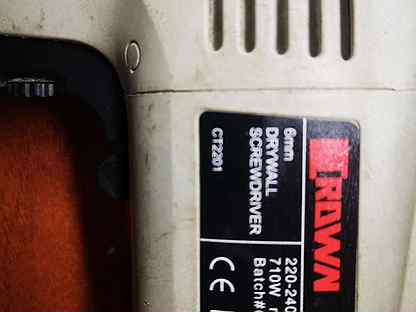 CROWN
6mm
DRYWALL
SCREWDRIVER
CT2201
220-240
710W
Batch#
CE